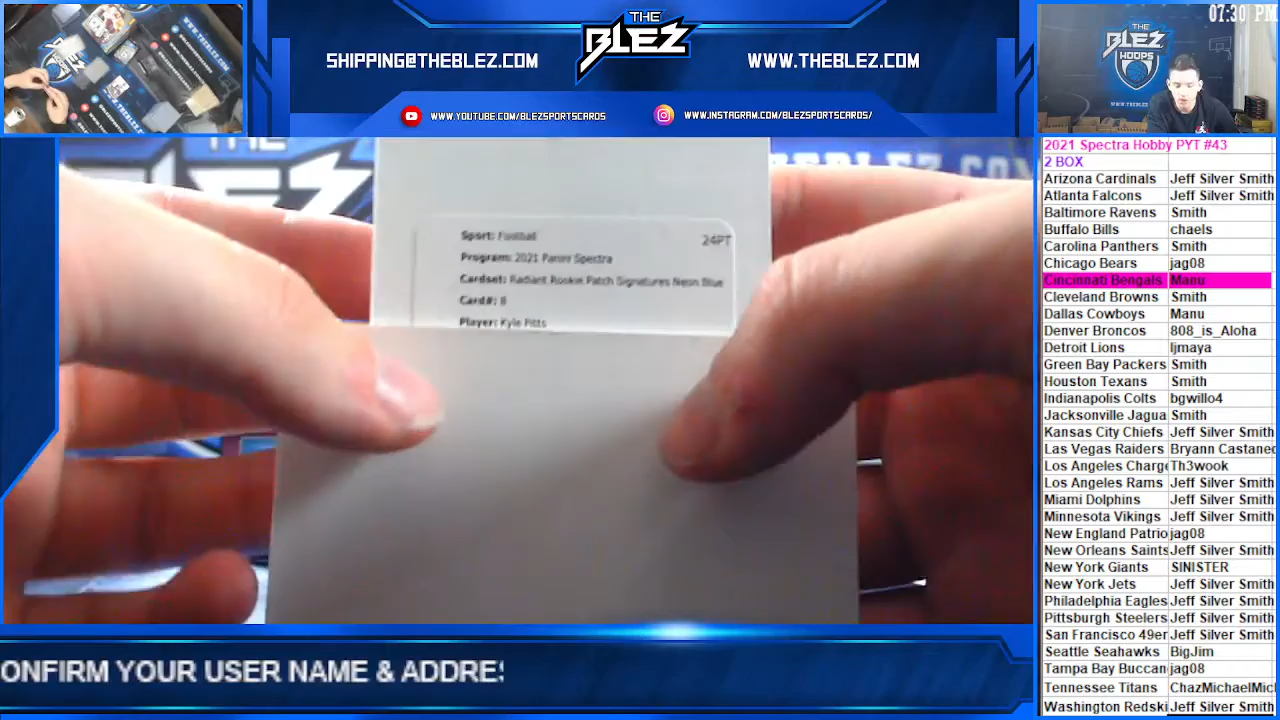 THE
BLEZ
HOOPS
07:30 PM
THE
BLEZ
SHIPPING@THEBLEZ.COM
WWW.THEBLEZ.COM
WWW.YOUTUBE.COM/BLEZSPORTSCARDS
WWW.INSTAGRAM.COM/BLEZSPORTSCARDS/
Sport: Football
24PT
Program: 2021 Panini Spectra
Cardset: Radiant Rookie Patch Signatures Neon Blue
Card#: 8
Player: Kyle Pitts
2021 Spectra Hobby PYT #43
2 BOX
Arizona Cardinals Jeff Silver Smith
Atlanta Falcons Jeff Silver Smith
Baltimore Ravens Smith
Buffalo Bills chaels
Carolina Panthers Smith
Chicago Bears jag08
Cincinnati Bengals Manu
Cleveland Browns Smith
Dallas Cowboys Manu
Denver Broncos 808_is_Aloha
Detroit Lions ljmaya
Green Bay Packers Smith
Houston Texans Smith
Indianapolis Colts bgwillo4
Jacksonville Jagua Smith
Kansas City Chiefs Jeff Silver Smith
Las Vegas Raiders Bryann Castaned
Los Angeles Charge Th3wook
Los Angeles Rams Jeff Silver Smith
Miami Dolphins Jeff Silver Smith
Minnesota Vikings Jeff Silver Smith
New England Patrio jag08
New Orleans Saints Jeff Silver Smith
New York Giants SINISTER
New York Jets Jeff Silver Smith
Philadelphia Eagles Jeff Silver Smith
Pittsburgh Steelers Jeff Silver Smith
San Francisco 49er Jeff Silver Smith
Seattle Seahawks BigJim
Tampa Bay Buccan jag08
Tennessee Titans ChazMichaelMich
Washington Redski Jeff Silver Smith
ONFIRM YOUR USER NAME & ADDRES